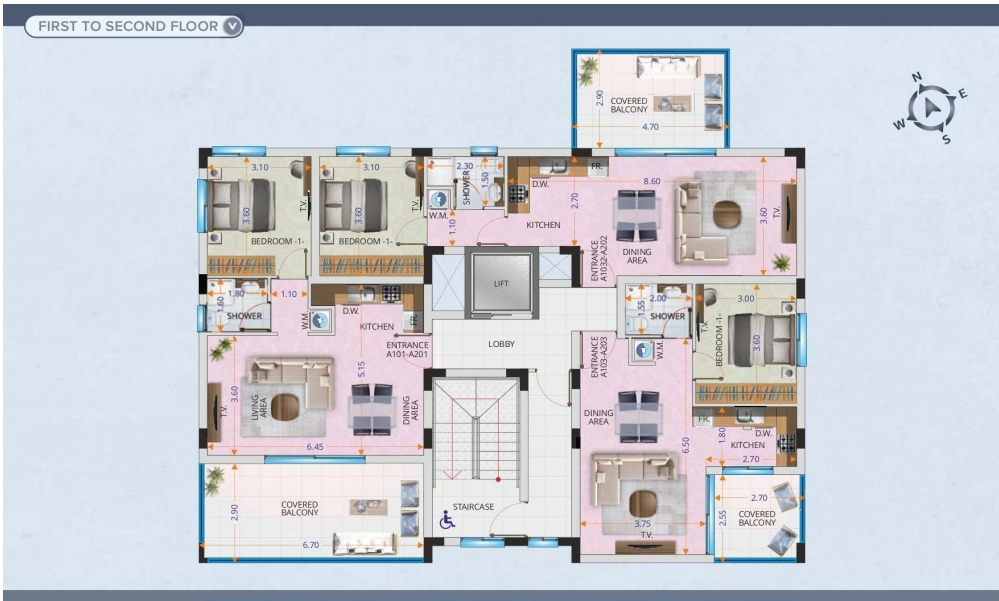 FIRST TO SECOND FLOOR
N
E
W
S
2.90
COVERED
BALCONY
4.70
3.10
3.60
T.V.
BEDROOM -1-
3.10
3.60
T.V.
BEDROOM -1-
2.30
SHOWER
1.50
W.M.
1.10
D.W.
FR.
KITCHEN
2.70
8.60
3.60
T.V.
DINING
AREA
ENTRANCE
A1032-A202
LIFT
LOBBY
1.80
1.60
SHOWER
1.10
W.M.
D.W.
KITCHEN
FR.
ENTRANCE
A101-A201
5.15
3.60
T.V.
LIVING
AREA
DINING
AREA
6.45
2.90
COVERED
BALCONY
6.70
STAIRCASE
ENTRANCE
A103-A203
2.00
1.55
SHOWER
W.M.
3.00
T.V.
BEDROOM -1-
3.60
DINING
AREA
6.50
FR.
1.80
D.W.
KITCHEN
2.70
3.75
T.V.
2.70
2.55
COVERED
BALCONY